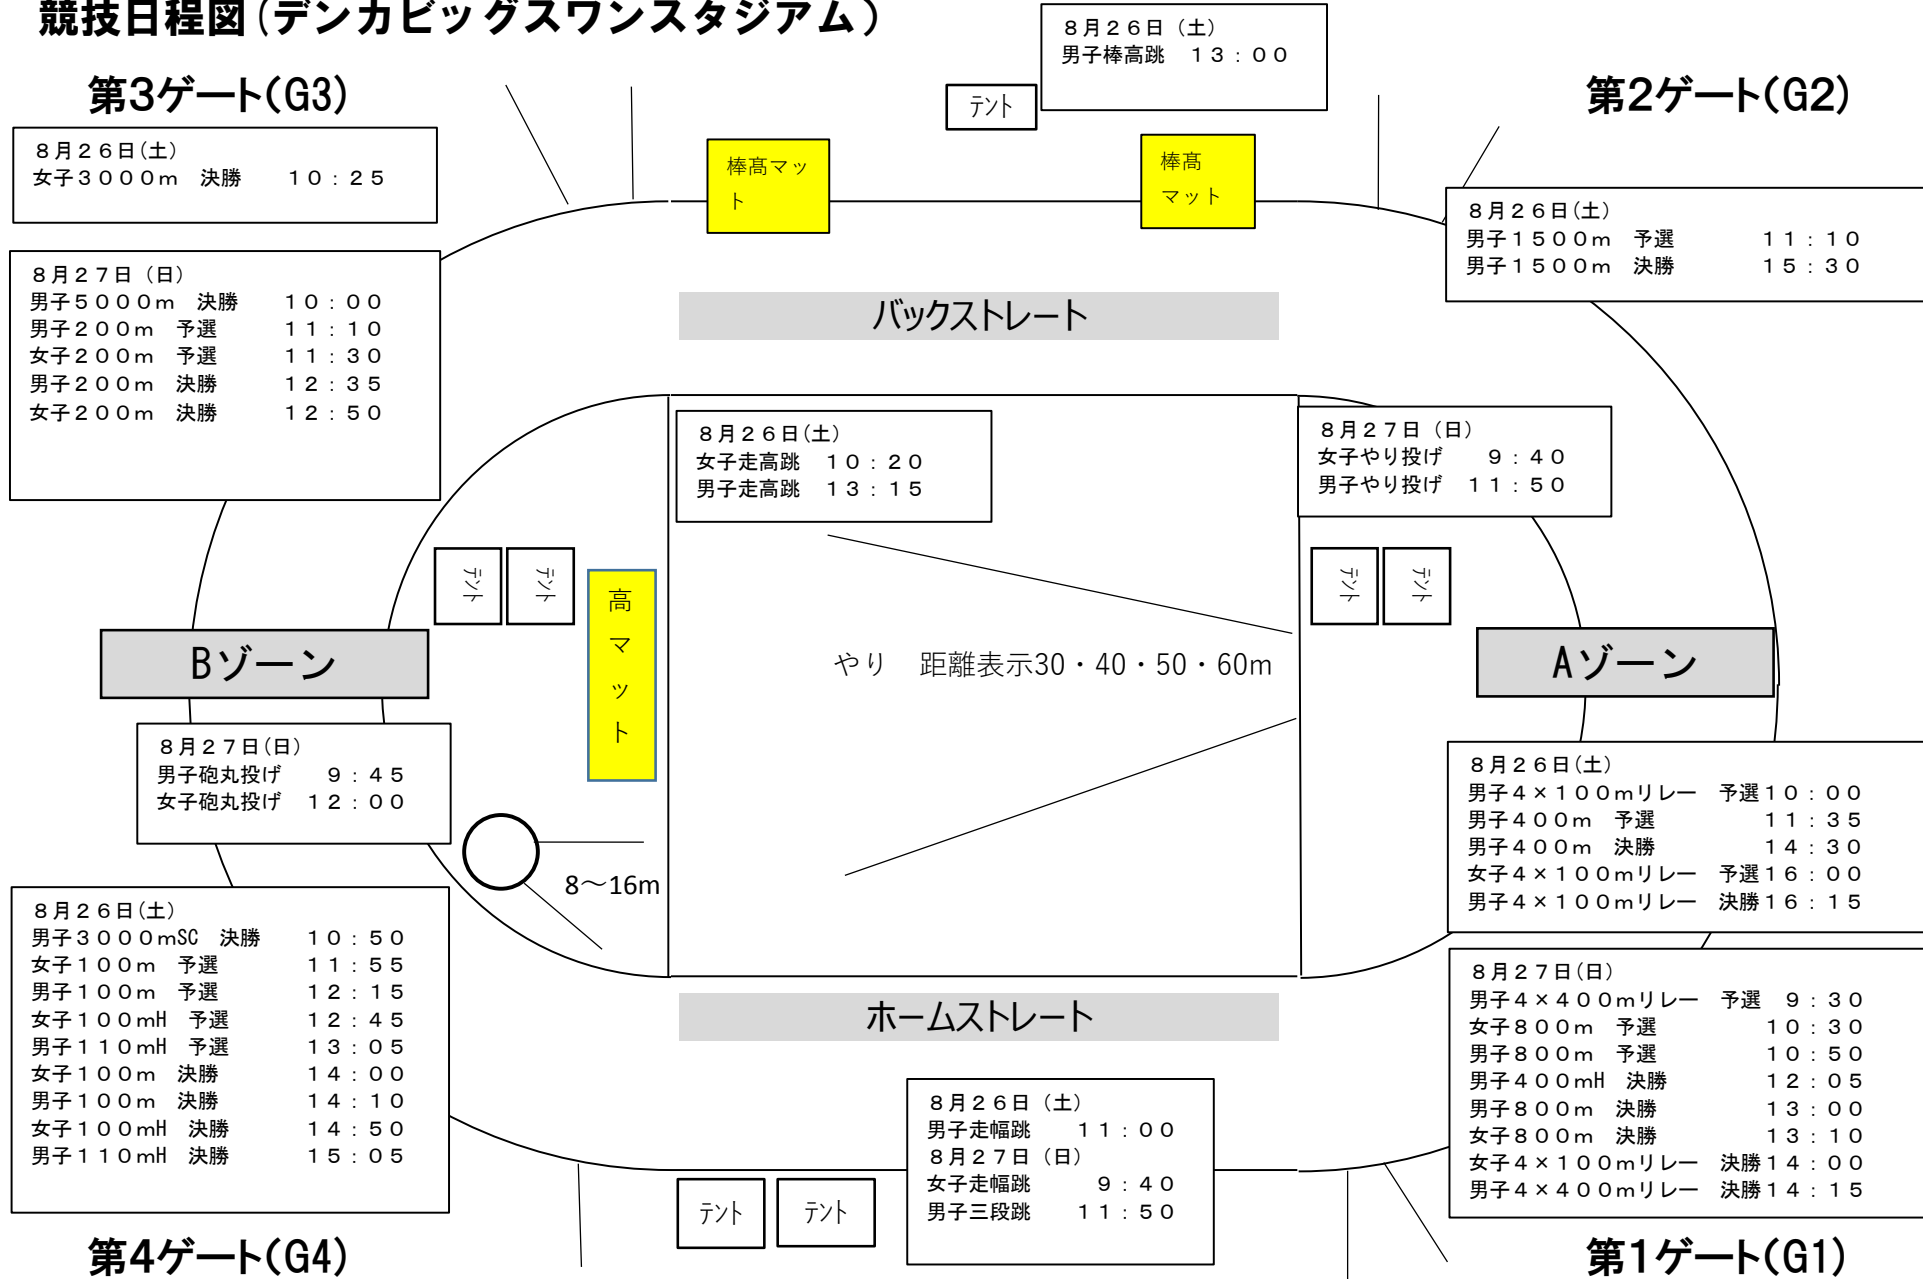 競技日程図(デンカビッグスワンスタジアム)
8月26日(土)
男子棒高跳 13:00
テント
第3ゲート(G3)
第2ゲート(G2)
8月26日(土)
女子3000m 決勝 10:25
棒髙マッ
ト
棒髙
マット
8月26日(土)
男子1500m 予選 11:10
男子1500m 決勝 15:30
8月27日(日)
男子5000m 決勝 10:00
男子200m 予選 11:10
女子200m 予選 11:30
男子200m 決勝 12:35
女子200m 決勝 12:50
バックストレート
8月26日(土)
女子走高跳 10:20
男子走高跳 13:15
8月27日(日)
女子やり投げ 9:40
男子やり投げ 11:50
テント
テント
高マット
テント
テント
Bゾーン
やり 距離表示30・40・50・60m
Aゾーン
8月27日(日)
男子砲丸投げ 9:45
女子砲丸投げ 12:00
8～16m
8月26日(土)
男子4×100mリレー 予選10:00
男子400m 予選 11:35
男子400m 決勝 14:30
女子4×100mリレー 予選16:00
男子4×100mリレー 決勝16:15
8月26日(土)
男子3000mSC 決勝 10:50
女子100m 予選 11:55
男子100m 予選 12:15
女子100mH 予選 12:45
男子110mH 予選 13:05
女子100m 決勝 14:00
男子100m 決勝 14:10
女子100mH 決勝 14:50
男子110mH 決勝 15:05
ホームストレート
8月27日(日)
男子4×400mリレー 予選 9:30
女子800m 予選 10:30
男子800m 予選 10:50
男子400mH 決勝 12:05
男子800m 決勝 13:00
女子800m 決勝 13:10
女子4×100mリレー 決勝14:00
男子4×400mリレー 決勝14:15
8月26日(土)
男子走幅跳 11:00
8月27日(日)
女子走幅跳 9:40
男子三段跳 11:50
テント
テント
第4ゲート(G4)
第1ゲート(G1)